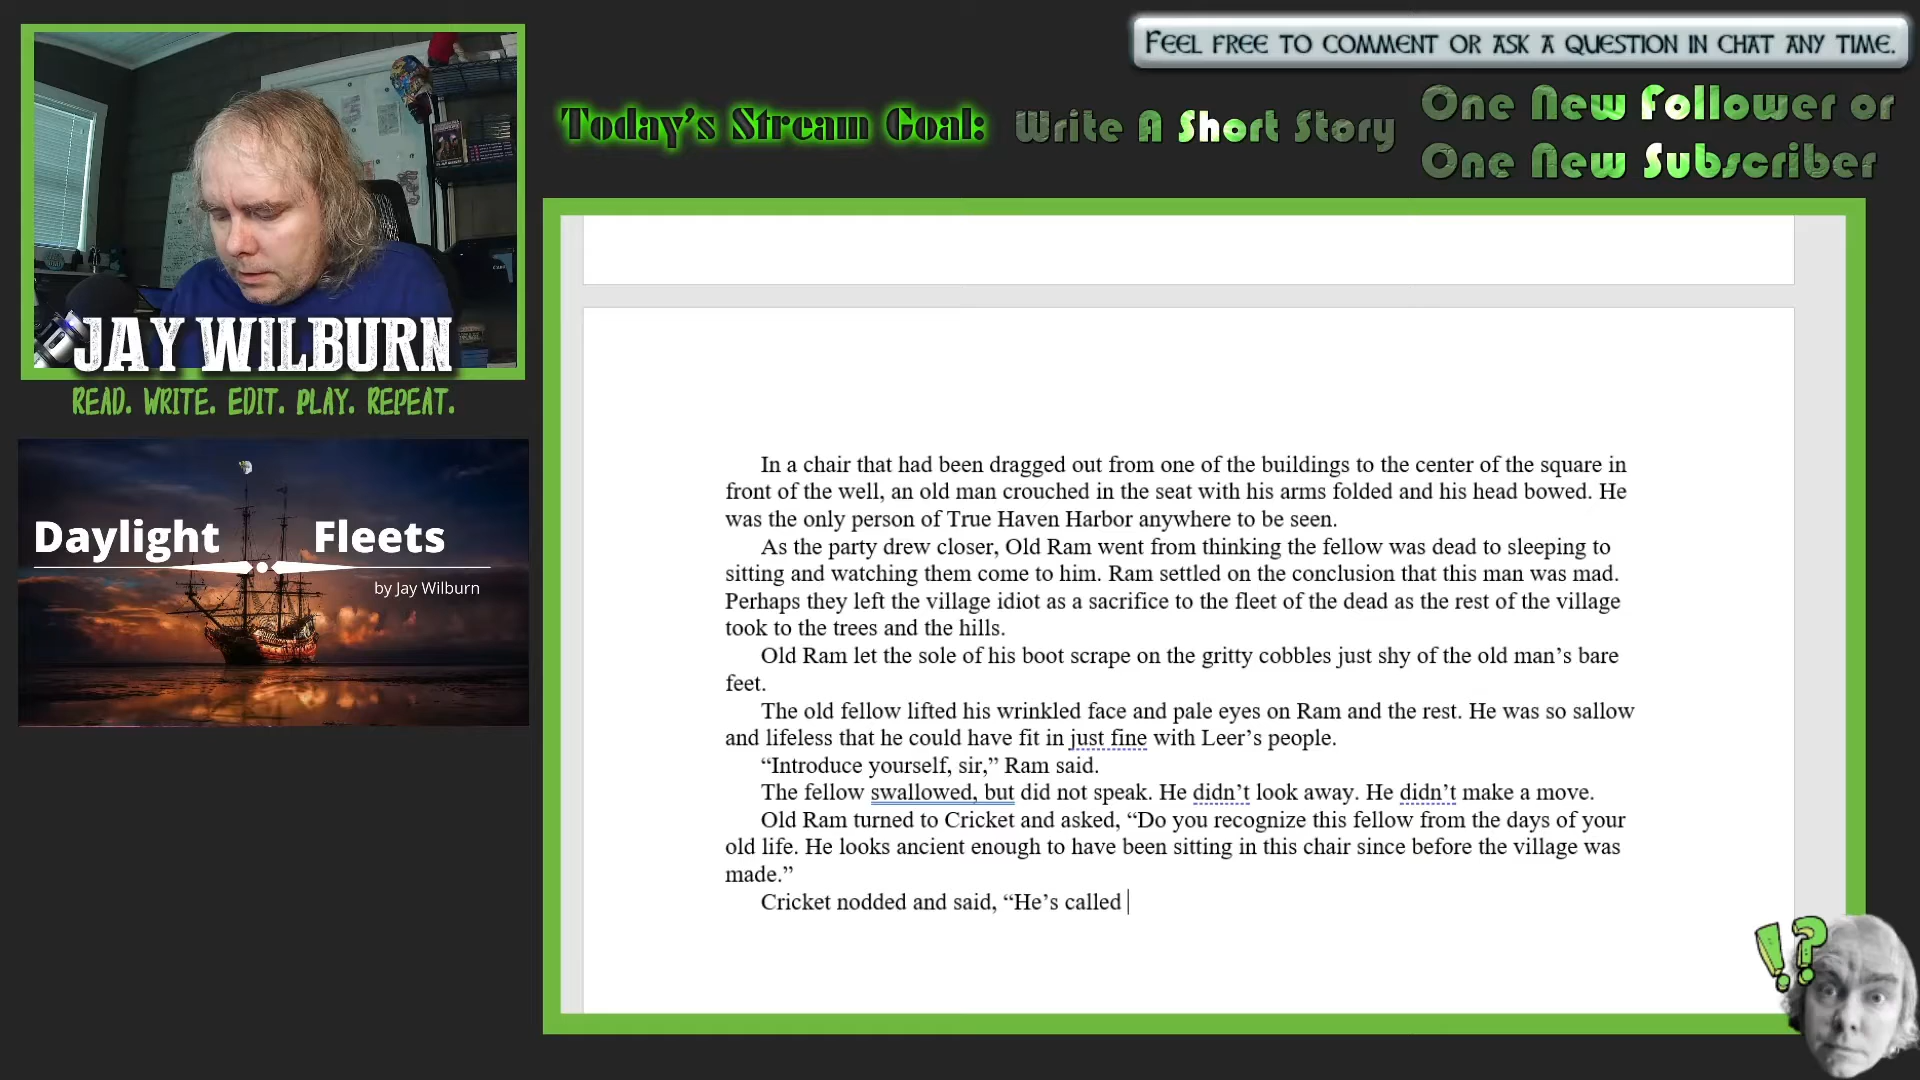 FEEL FREE TO COMMENT OR ASK A QUESTION IN CHAT ANY TIME.
Today's Stream Goal:
Write A Short Story
One New Follower or
One New Subscriber
JAY WILBURN
READ. WRITE. EDIT. PLAY. REPEAT.
Daylight Fleets
by Jay Wilburn
In a chair that had been dragged out from one of the buildings to the center of the square in
front of the well, an old man crouched in the seat with his arms folded and his head bowed. He
was the only person of True Haven Harbor anywhere to be seen.
As the party drew closer, Old Ram went from thinking the fellow was dead to sleeping to
sitting and watching them come to him. Ram settled on the conclusion that this man was mad.
Perhaps they left the village idiot as a sacrifice to the fleet of the dead as the rest of the village
took to the trees and the hills.
Old Ram let the sole of his boot scrape on the gritty cobbles just shy of the old man’s bare
feet.
The old fellow lifted his wrinkled face and pale eyes on Ram and the rest. He was so sallow
and lifeless that he could have fit in just fine with Leer’s people.
“Introduce yourself, sir,” Ram said.
The fellow swallowed, but did not speak. He didn’t look away. He didn’t make a move.
Old Ram turned to Cricket and asked, “Do you recognize this fellow from the days of your
old life. He looks ancient enough to have been sitting in this chair since before the village was
made.”
Cricket nodded and said, “He’s called
!?